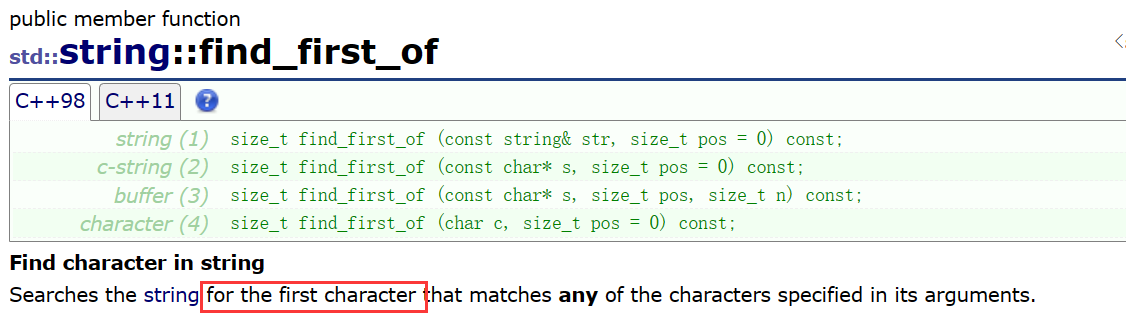 public member function
std::string::find_first_of
C++98 C++11 ?
string (1) size_t find_first_of (const string& str, size_t pos = 0) const;
c-string (2) size_t find_first_of (const char* s, size_t pos = 0) const;
buffer (3) size_t find_first_of (const char* s, size_t pos, size_t n) const;
character (4) size_t find_first_of (char c, size_t pos = 0) const;
Find character in string
Searches the string for the first character that matches any of the characters specified in its arguments.